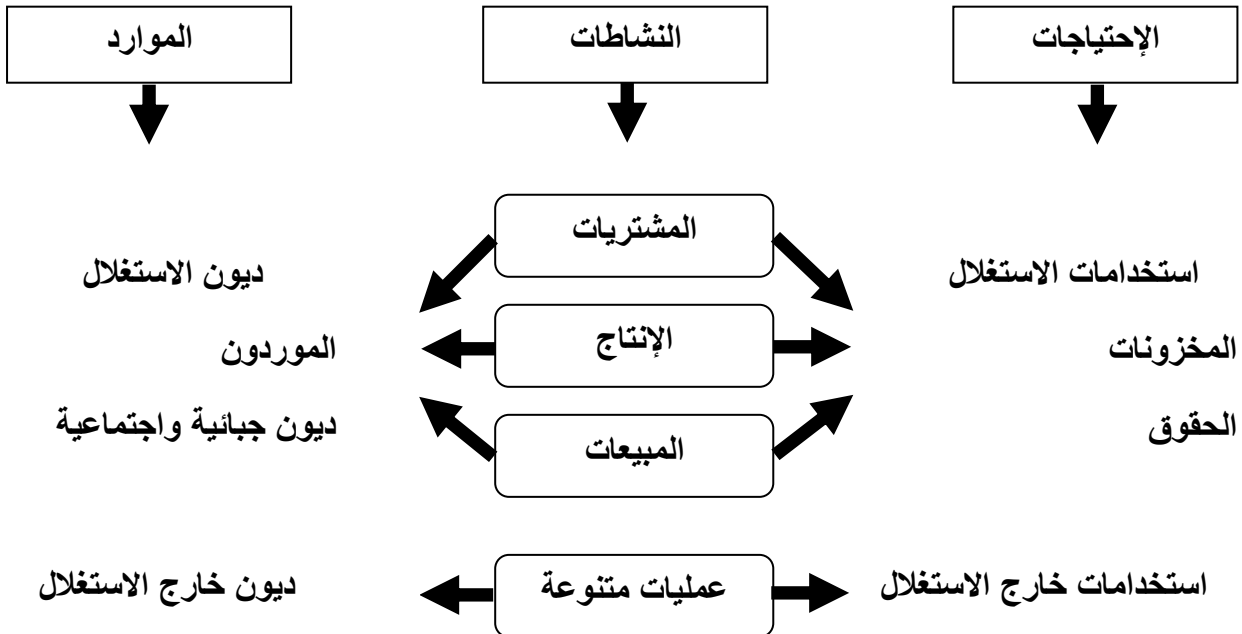 الإحتياجات
النشاطات
الموارد
المشتريات
استخدامات الاستغلال
ديون الاستغلال
المخزونات
الإنتاج
الموردون
الحقوق
المبيعات
ديون جبائية واجتماعية
استخدامات خارج الاستغلال
عمليات متنوعة
ديون خارج الاستغلال